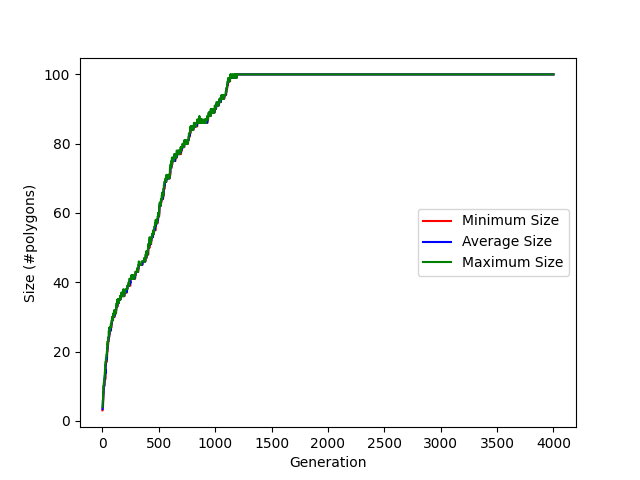 100
80
60
40
20
0
Size (#polygons)
Minimum Size
Average Size
Maximum Size
0 500 1000 1500 2000 2500 3000 3500 4000
Generation